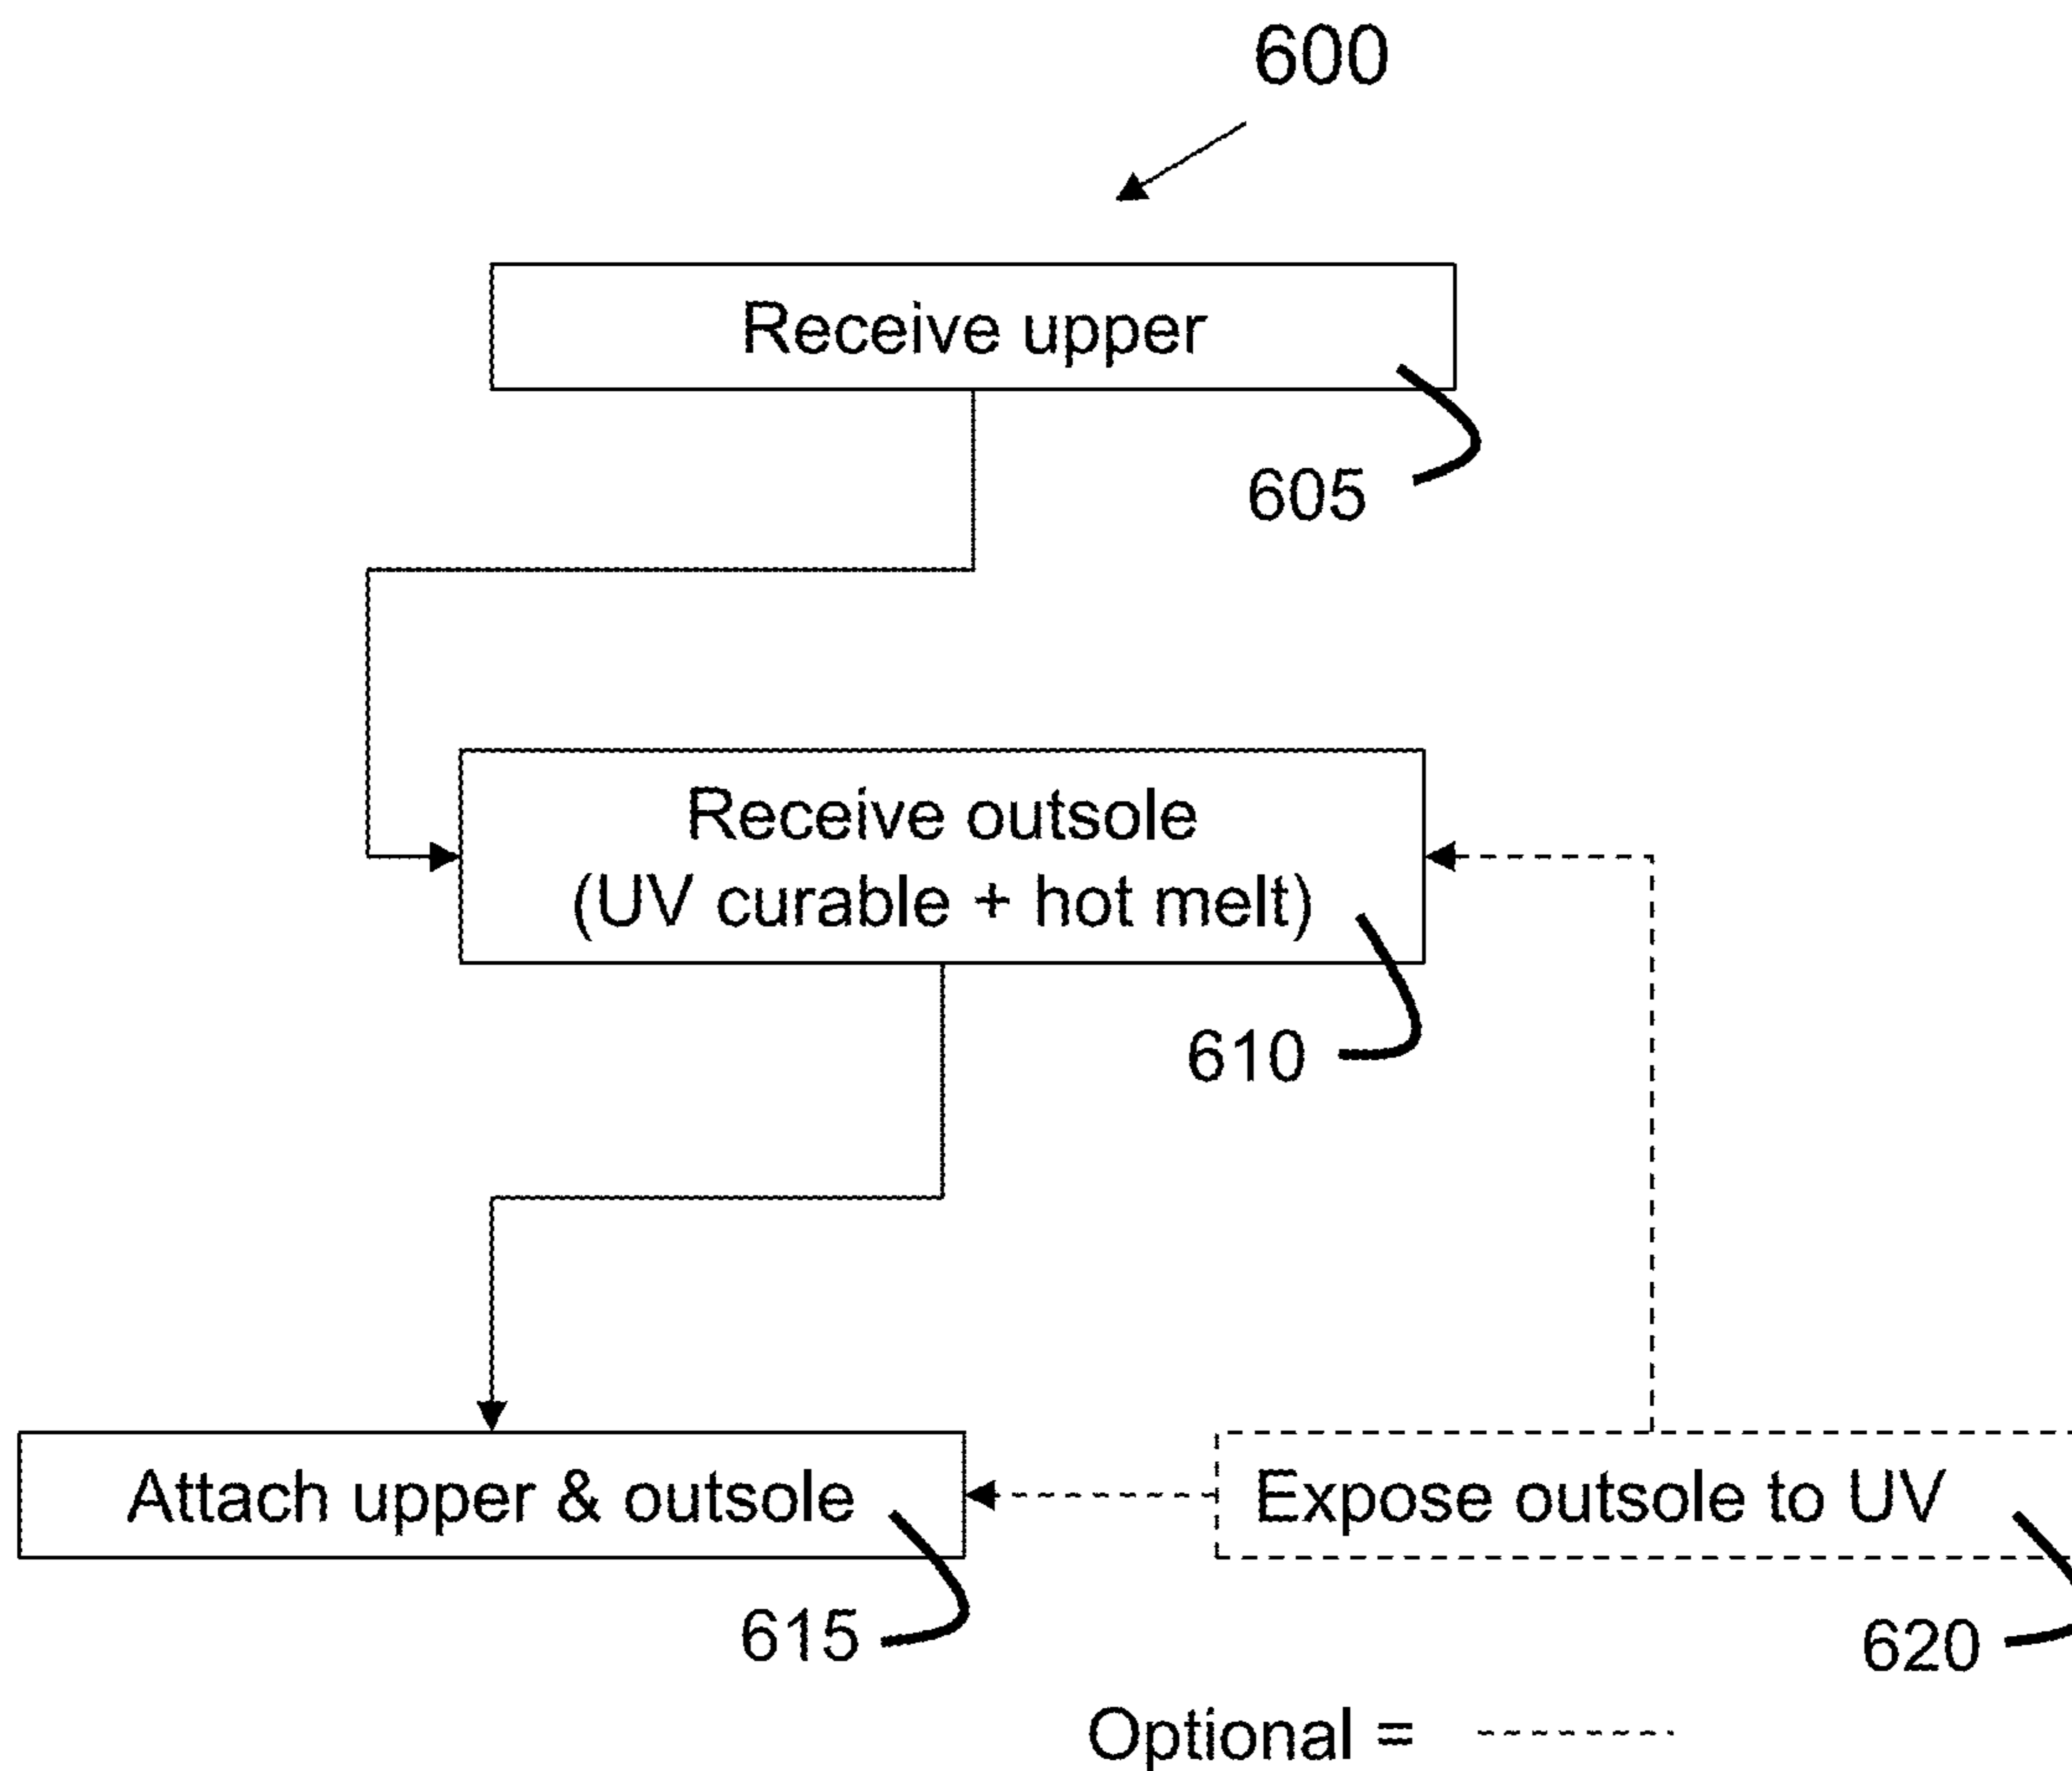 600
Receive upper
605
Receive outsole
(UV curable + hot melt)
610
Attach upper & outsole
Expose outsole to UV
615
620
Optional =